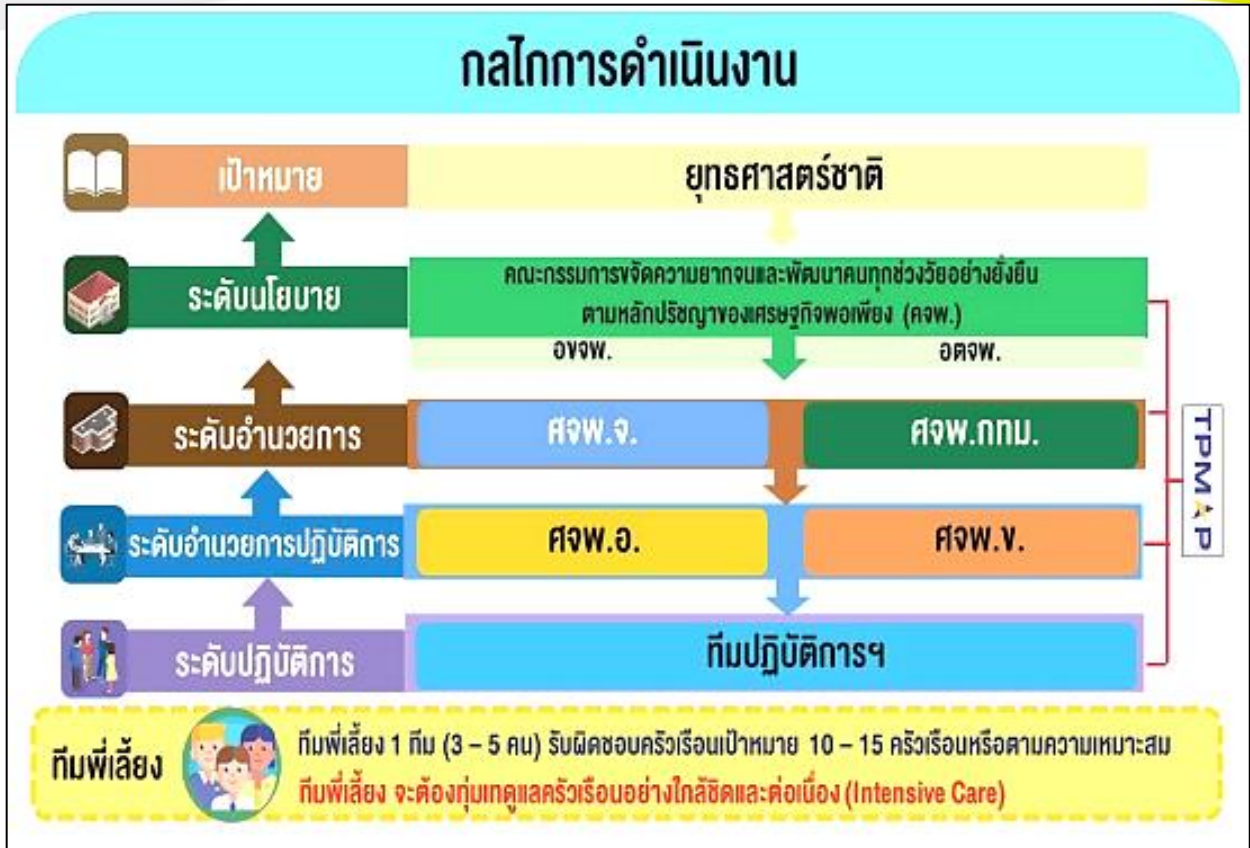 กลไกการดำเนินงาน
เป้าหมาย
ยุทธศาสตร์ชาติ
ระดับนโยบาย
คณะกรรมการขจัดความยากจนและพัฒนาคนทุกช่วงวัยอย่างยั่งยืน
ตามหลักปรัชญาของเศรษฐกิจพอเพียง (คจพ.)
อขจพ.
อตจพ.
ระดับอำนวยการ
ศจพ.จ.
ศจพ.กทม.
ระดับอำนวยการปฏิบัติการ
ศจพ.อ.
ศจพ.ข.
ระดับปฏิบัติการ
ทีมปฏิบัติการฯ
TPMAP
ทีมพี่เลี้ยง
ทีมพี่เลี้ยง 1 ทีม (3 – 5 คน) รับผิดชอบครัวเรือนเป้าหมาย 10 – 15 ครัวเรือนหรือตามความเหมาะสม
ทีมพี่เลี้ยง จะต้องทุ่มเทดูแลครัวเรือนอย่างใกล้ชิดและต่อเนื่อง (Intensive Care)